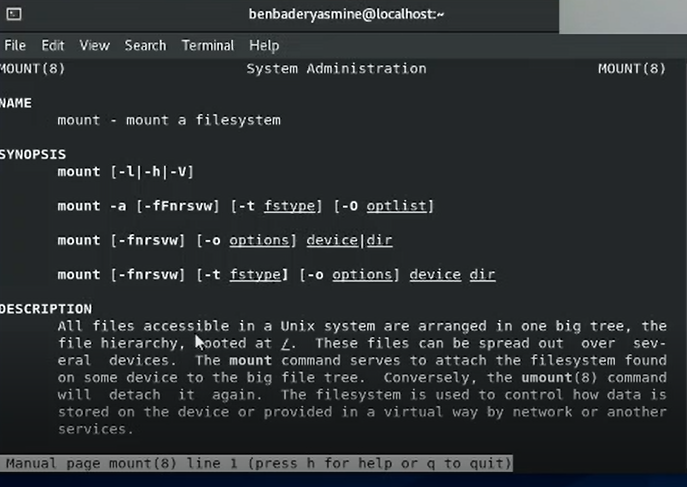 benbaderyasmine@localhost:~
File Edit View Search Terminal Help
MOUNT(8) System Administration MOUNT(8)
NAME
mount - mount a filesystem
SYNOPSIS
mount [-l|-h|-V]
mount -a [-fFnrsvw] [-t fstype] [-O optlist]
mount [-fnrsvw] [-o options] device|dir
mount [-fnrsvw] [-t fstype] [-o options] device dir
DESCRIPTION
All files accessible in a Unix system are arranged in one big tree, the
file hierarchy, rooted at /. These files can be spread out over sev-
eral devices. The mount command serves to attach the filesystem found
on some device to the big file tree. Conversely, the umount(8) command
will detach it again. The filesystem is used to control how data is
stored on the device or provided in a virtual way by network or another
services.
Manual page mount(8) line 1 (press h for help or q to quit)